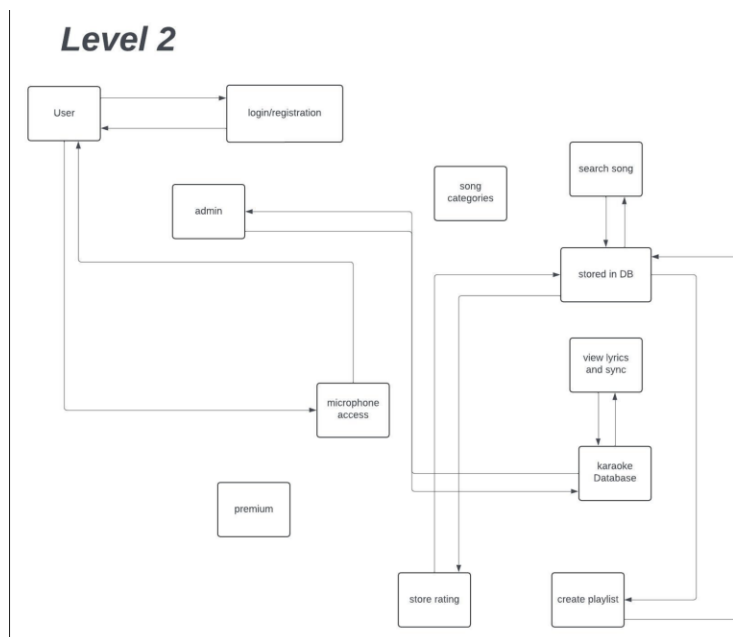 Level 2
User
login/registration
search song
song
categories
admin
stored in DB
view lyrics
and sync
microphone
access
karaoke
Database
premium
store rating
create playlist